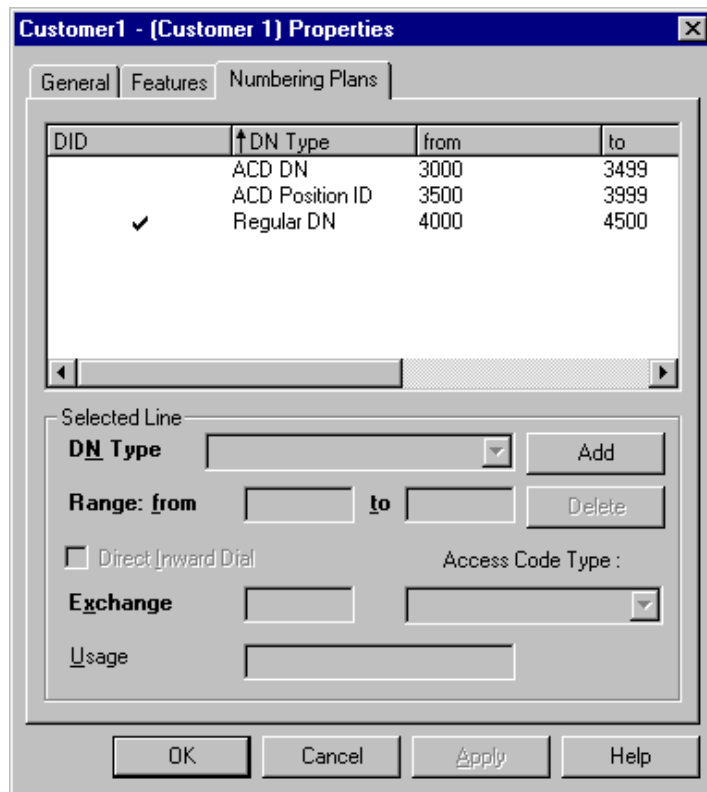 Customer1 - (Customer 1) Properties
General Features Numbering Plans
DID DN Type from to
ACD DN 3000 3499
ACD Position ID 3500 3999
Regular DN 4000 4500
Selected Line
DN Type Add
Range: from to Delete
Direct Inward Dial Access Code Type :
Exchange
Usage
OK Cancel Apply Help